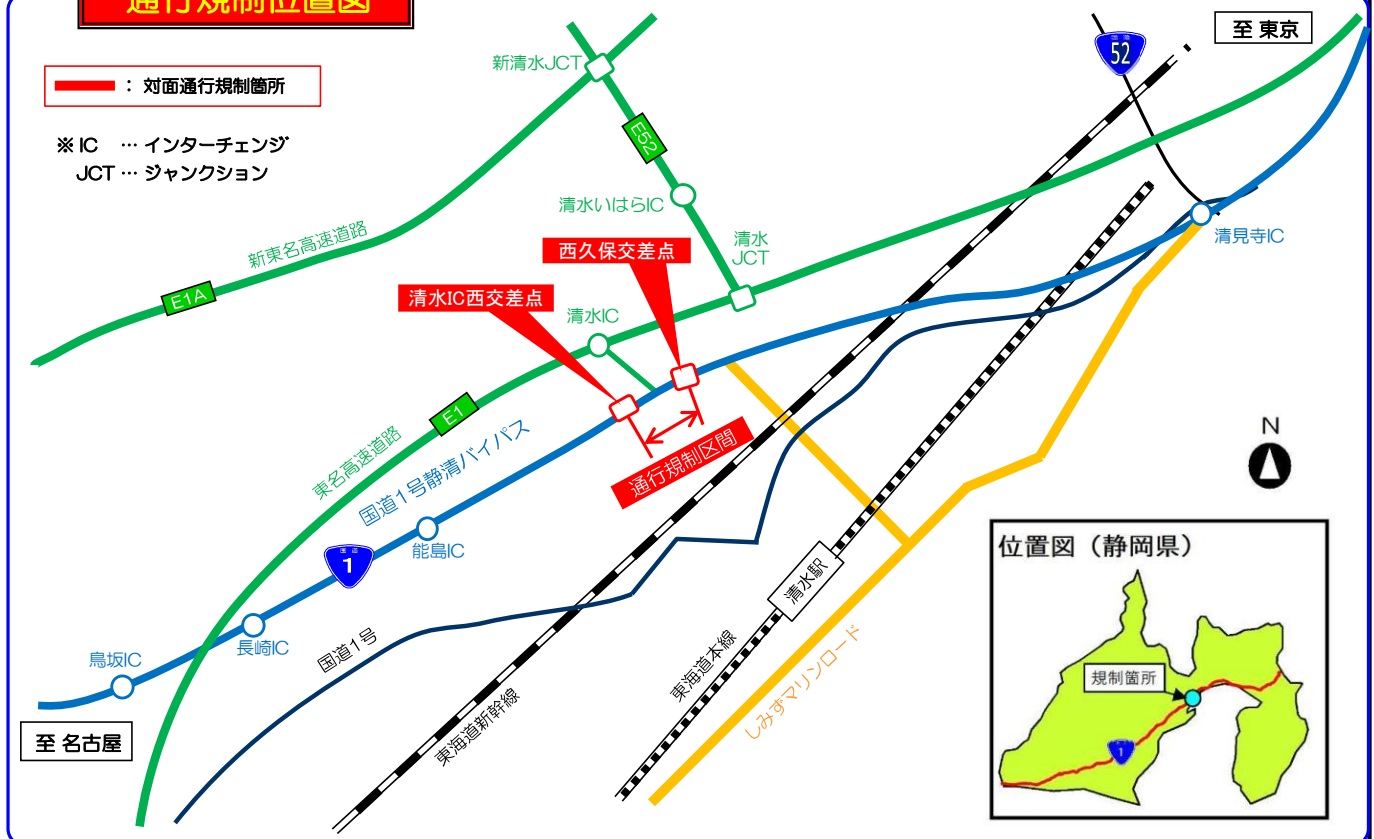 通行規制位置図
至 東京
国道
52
： 対面通行規制箇所
※ IC … インターチェンジ
JCT … ジャンクション
新清水JCT
E52
清水いはらIC
清水
JCT
西久保交差点
清見寺IC
新東名高速道路
E1A
清水IC西交差点
清水IC
E1
東名高速道路
国道1号静清バイパス
通行規制区間
N
能島IC
国道
1
長崎IC
鳥坂IC
国道1号
至 名古屋
東海道新幹線
清水駅
東海道本線
しみずマリンロード
位置図（静岡県）
規制箇所
1